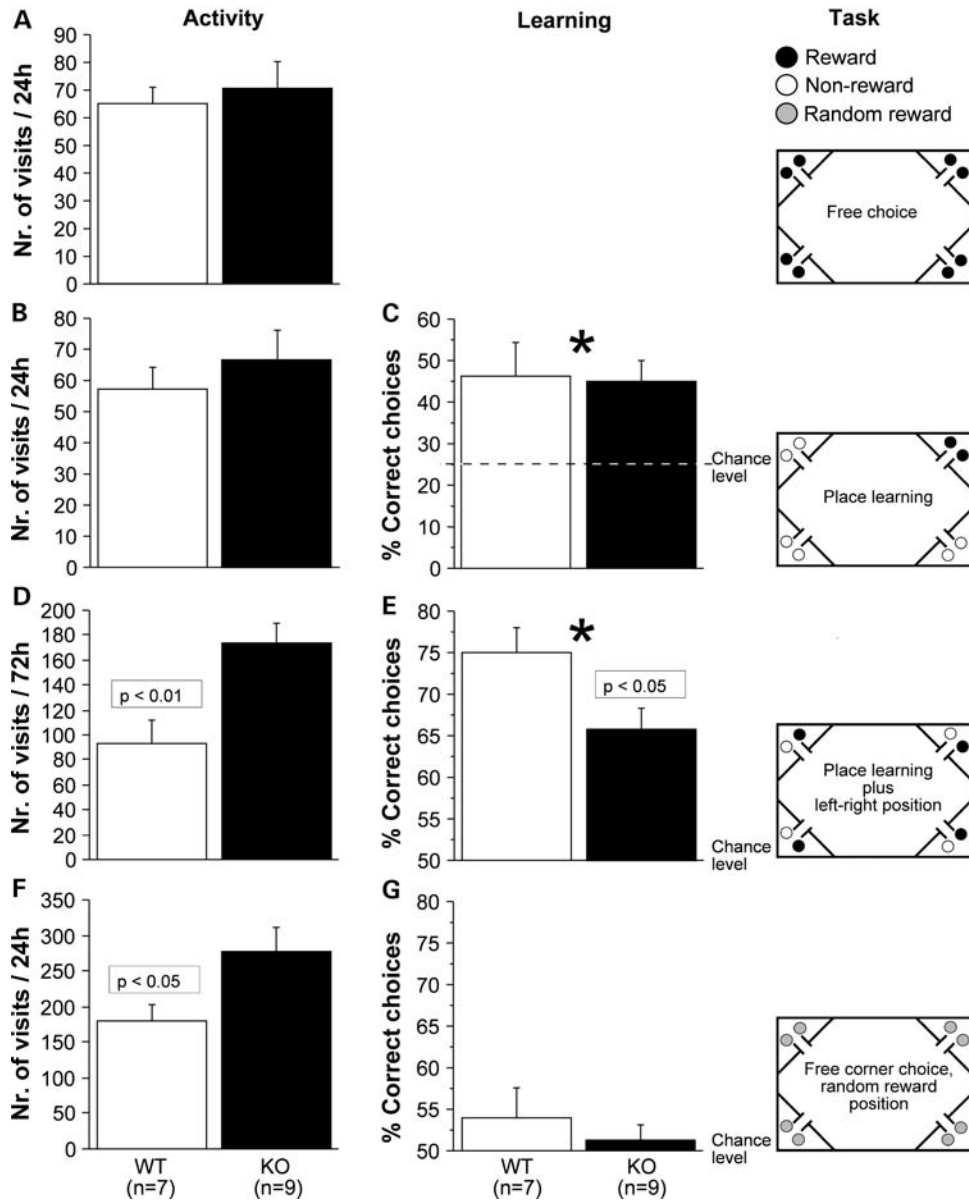 A Activity Learning Task
Reward
Non-reward
Random reward
Nr. of visits / 24h
80
70
60
50
40
30
20
10
0
Free choice
B
Nr. of visits / 24h
80
70
60
50
40
30
20
10
0
C
% Correct choices
60
50
40
30
20
10
0
*
Chance
level
Place learning
D
Nr. of visits / 72h
200
180
160
140
120
100
80
60
40
20
0
p < 0.01
E
% Correct choices
80
75
70
65
60
55
50
*
p < 0.05
Chance
level
Place learning
plus
left-right position
F
Nr. of visits / 24h
350
300
250
200
150
100
50
0
p < 0.05
WT KO
(n=7) (n=9)
G
% Correct choices
80
75
70
65
60
55
50
Chance
level
WT KO
(n=7) (n=9)
Free corner choice,
random reward
position